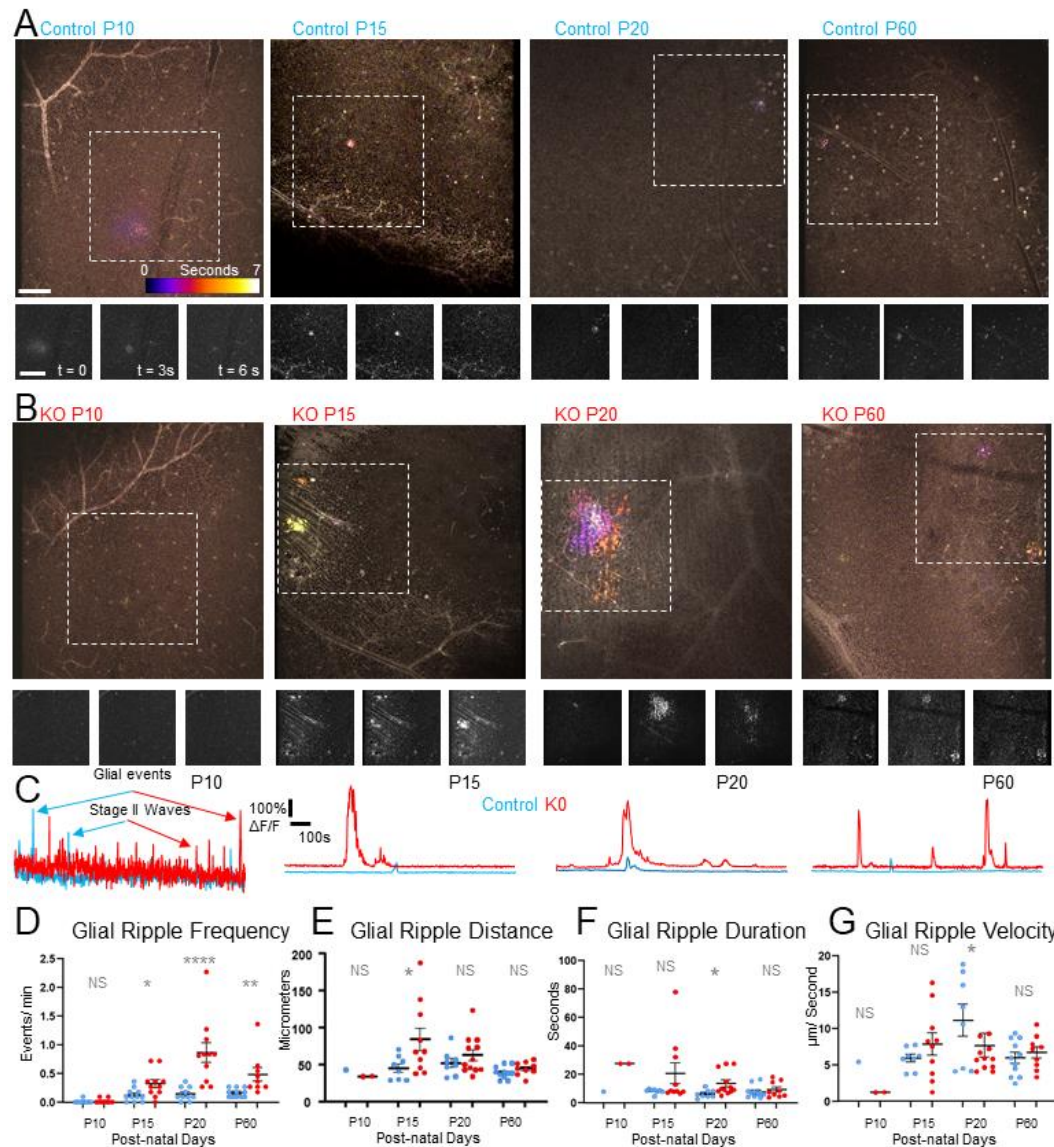 A
Control P10
Control P15
Control P20
Control P60
0 Seconds 7
t = 0
t = 3s
t = 6 s
B
KO P10
KO P15
KO P20
KO P60
C
Glial events
P10
P15
P20
P60
Stage II Waves
100%
ΔF/F
100s
Control K0
D
Glial Ripple Frequency
E
Glial Ripple Distance
F
Glial Ripple Duration
G
Glial Ripple Velocity
Events/ min
2.5
2.0
1.5
1.0
0.5
0.0
NS
*
****
**
P10
P15
P20
P60
Post-natal Days
Micrometers
200
150
100
50
0
NS
*
NS
NS
P10
P15
P20
P60
Post-natal Days
Seconds
100
80
60
40
20
0
NS
NS
*
NS
P10
P15
P20
P60
Post-natal Days
μm/ Second
20
15
10
5
0
NS
NS
*
NS
P10
P15
P20
P60
Post-natal Days